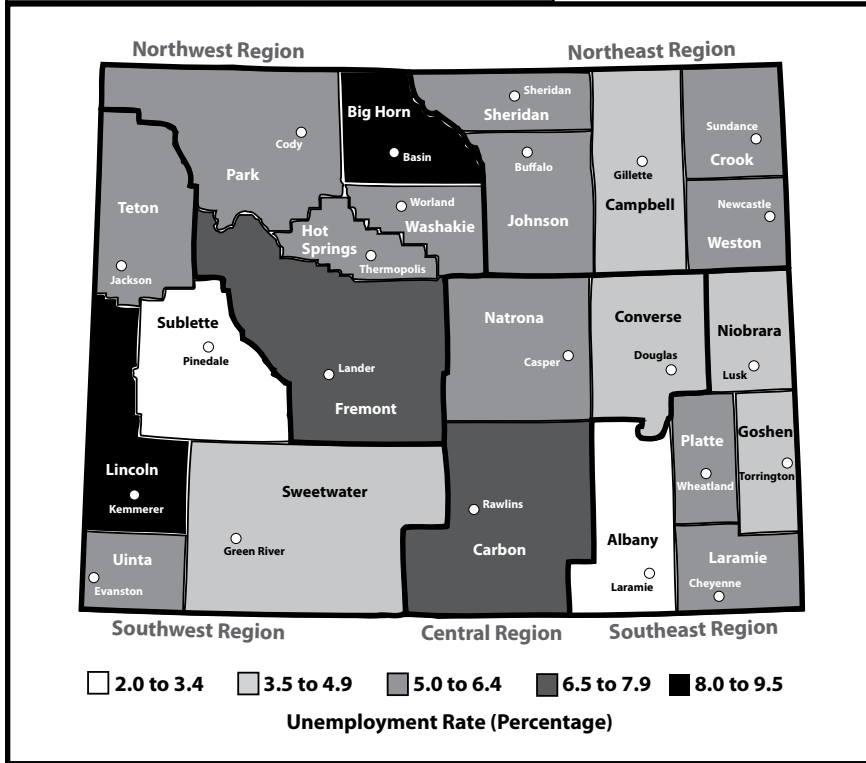 Northwest Region
Northeast Region
Big Horn
Basin
Sheridan
Sheridan
Cody
Park
Buffalo
Johnson
Gillette
Campbell
Sundance
Crook
Newcastle
Weston
Teton
Jackson
Worland
Washakie
Hot
Springs
Thermopolis
Sublette
Pinedale
Lander
Fremont
Natrona
Casper
Converse
Douglas
Niobrara
Lusk
Lincoln
Kemmerer
Sweetwater
Green River
Rawlins
Carbon
Albany
Laramie
Platte
Wheatland
Goshen
Torrington
Uinta
Evanston
Laramie
Cheyenne
Southwest Region
Central Region
Southeast Region
2.0 to 3.4
3.5 to 4.9
5.0 to 6.4
6.5 to 7.9
8.0 to 9.5
Unemployment Rate (Percentage)